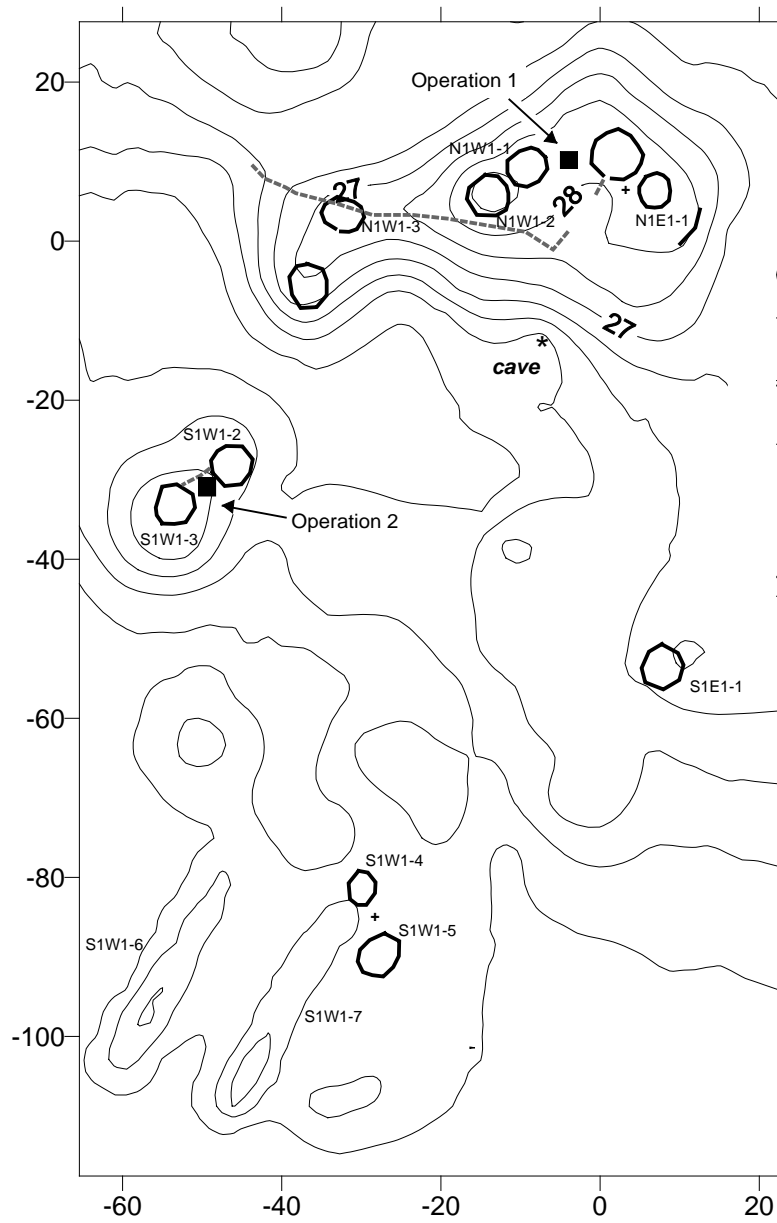 Operation 1
20
N1W1-1
27
28
N1W1-2
N1W1-3
N1E1-1
0
27
*
cave
-20
S1W1-2
Operation 2
S1W1-3
-40
S1E1-1
-60
S1W1-4
-80
S1W1-5
S1W1-6
S1W1-7
-100
-60 -40 -20 0 20